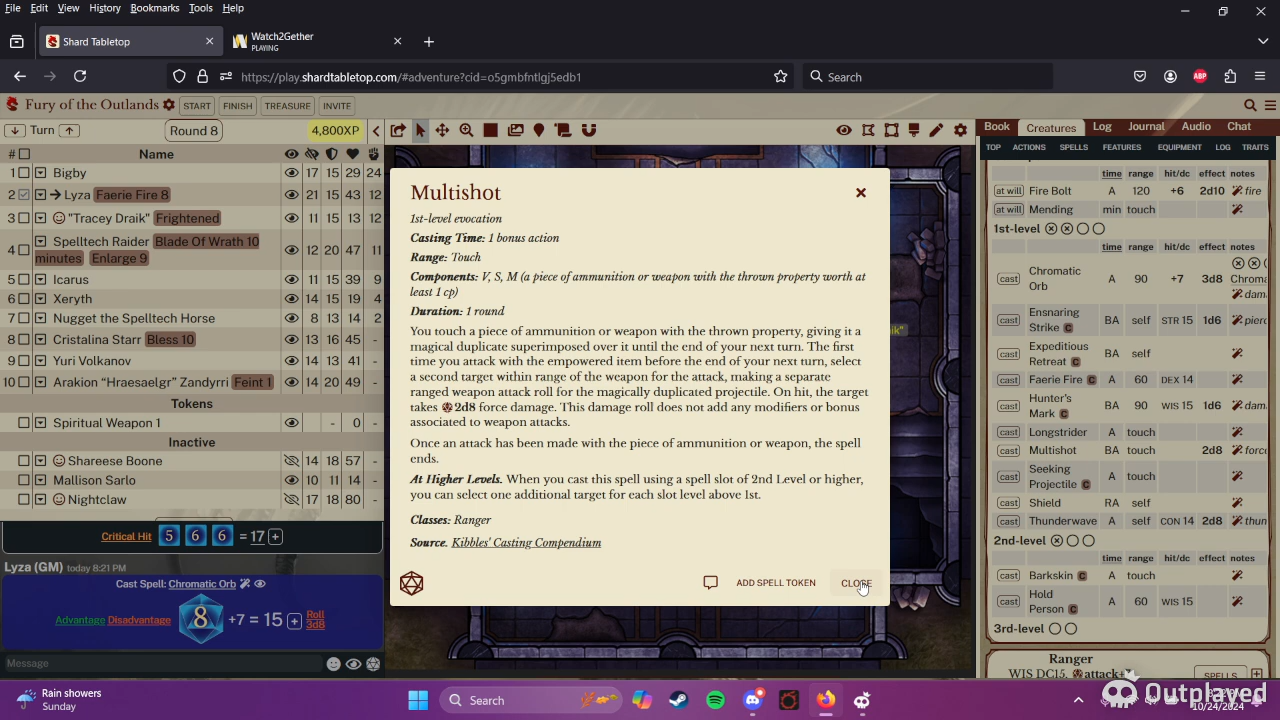 File Edit View History Bookmarks Tools Help
Shard Tabletop
Watch2Gether
PLAYING
https://play.shardtabletop.com/#adventure?cid=o5gmbfntlgj5edb1
Search
ABP
Fury of the Outlands START FINISH TREASURE INVITE
Turn Round 8 4,800XP
# Name
1 Bigby 17 15 29 24
2 Lyza Faerie Fire 8 21 15 43 12
3 "Tracey Draik" Frightened 11 15 13 12
4 Spelltech Raider Blade Of Wrath 10 minutes Enlarge 9 12 20 47 11
5 Icarus 11 15 39 9
6 Xeryth 14 15 19 4
7 Nugget the Spelltech Horse 8 13 14 2
8 Cristalina Starr Bless 10 13 16 45 -
9 Yuri Volkanov 14 13 41 -
10 Arakion "Hraesaelgr" Zandyrri Feint 1 14 20 49 -
Tokens
Spiritual Weapon 1 - 0 -
Inactive
Shareese Boone 14 18 57 -
Mallison Sarlo 10 11 14 -
Nightclaw 17 18 80 -
Critical Hit 5 6 6 = 17 +
Lyza (GM) today 8:21 PM
Cast Spell: Chromatic Orb
Advantage Disadvantage 8 +7 = 15 + Roll 3d8
Message
Multishot
1st-level evocation
Casting Time: 1 bonus action
Range: Touch
Components: V, S, M (a piece of ammunition or weapon with the thrown property worth at
least 1 cp)
Duration: 1 round
You touch a piece of ammunition or weapon with the thrown property, giving it a
magical duplicate superimposed over it until the end of your next turn. The first
time you attack with the empowered item before the end of your next turn, select
a second target within range of the weapon for the attack, making a separate
ranged weapon attack roll for the magically duplicated projectile. On hit, the target
takes 2d8 force damage. This damage roll does not add any modifiers or bonus
associated to weapon attacks.
Once an attack has been made with the piece of ammunition or weapon, the spell
ends.
At Higher Levels. When you cast this spell using a spell slot of 2nd Level or higher,
you can select one additional target for each slot level above 1st.
Classes: Ranger
Source. Kibbles' Casting Compendium
ADD SPELL TOKEN CLOSE
Book Creatures Log Journal Audio Chat
TOP ACTIONS SPELLS FEATURES EQUIPMENT LOG TRAITS
time range hit/dc effect notes
at will Fire Bolt A 120 +6 2d10 fire
at will Mending min touch
1st-level
time range hit/dc effect notes
cast Chromatic Orb A 90 +7 3d8
cast Ensnaring Strike C BA self STR 15 1d6
cast Expeditious Retreat C BA self
cast Faerie Fire C A 60 DEX 14
cast Hunter's Mark C BA 90 WIS 15 1d6
cast Longstrider A touch
cast Multishot BA touch 2d8
cast Seeking Projectile C A touch
cast Shield RA self
cast Thunderwave A self CON 14 2d8
2nd-level
time range hit/dc effect notes
cast Barkskin C A touch
cast Hold Person C A 60 WIS 15
3rd-level
Ranger
WIS DC15, attack+7 SPELLS
Rain showers
Sunday
Search
10/24/2024
Outplayed